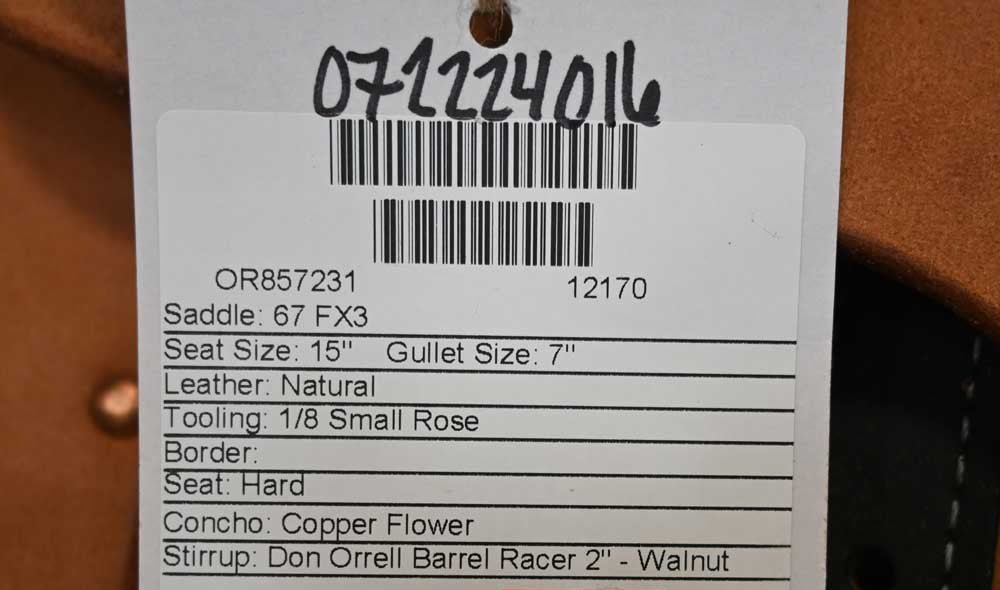 071224016
OR857231 12170
Saddle: 67 FX3
Seat Size: 15" Gullet Size: 7"
Leather: Natural
Tooling: 1/8 Small Rose
Border:
Seat: Hard
Concho: Copper Flower
Stirrup: Don Orrell Barrel Racer 2" - Walnut